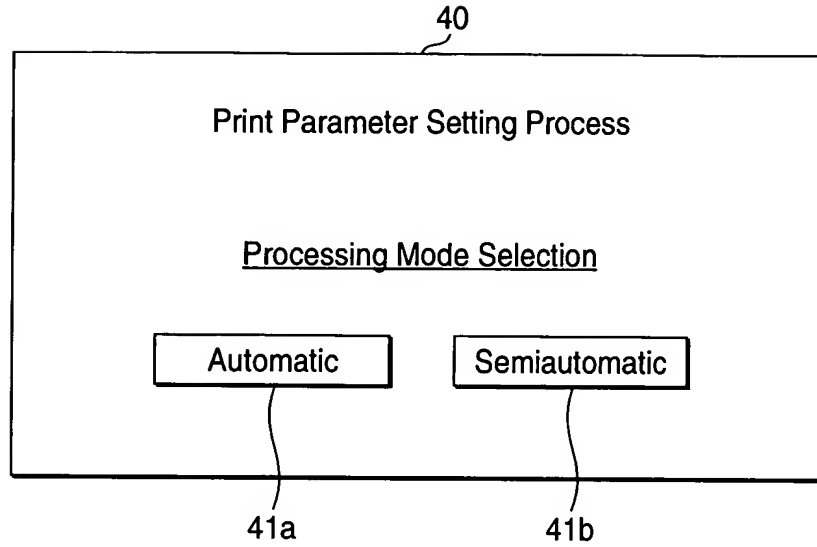 40
Print Parameter Setting Process
Processing Mode Selection
Automatic
Semiautomatic
41a
41b